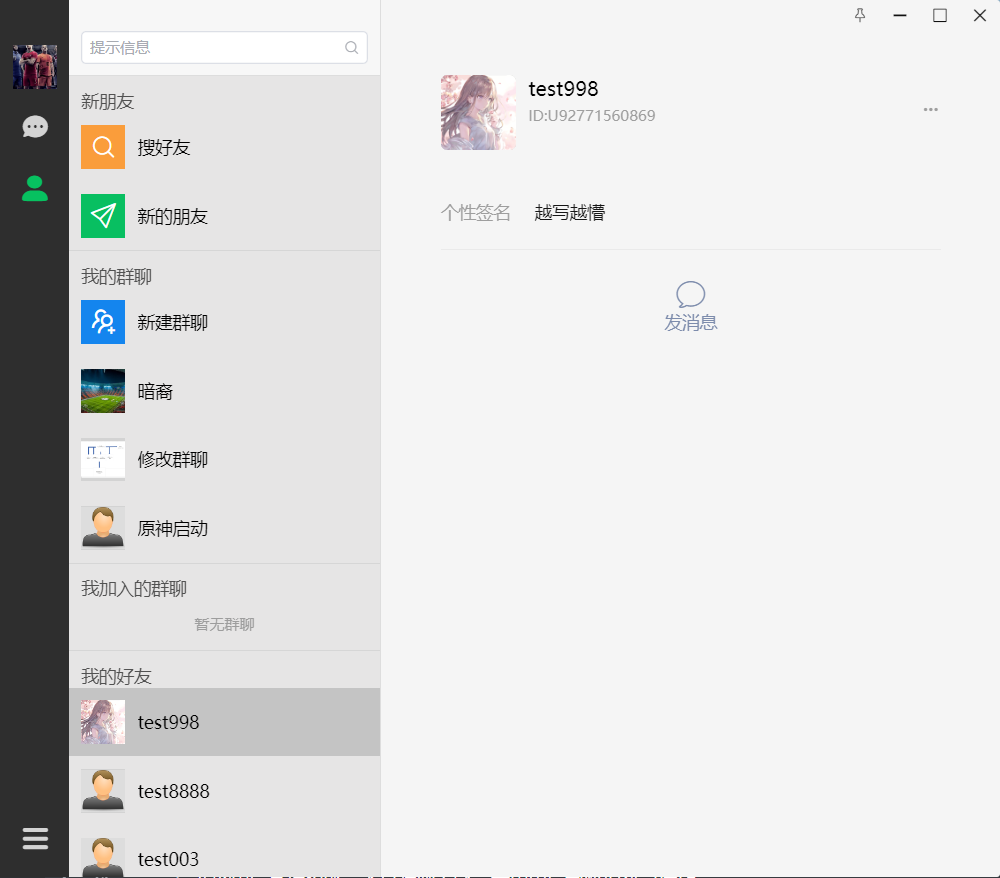 提示信息
新朋友
搜好友
新的朋友
我的群聊
新建群聊
暗裔
修改群聊
原神启动
我加入的群聊
暂无群聊
我的好友
test998
test8888
test003
test998
ID:U92771560869
个性签名 越写越懵
发消息